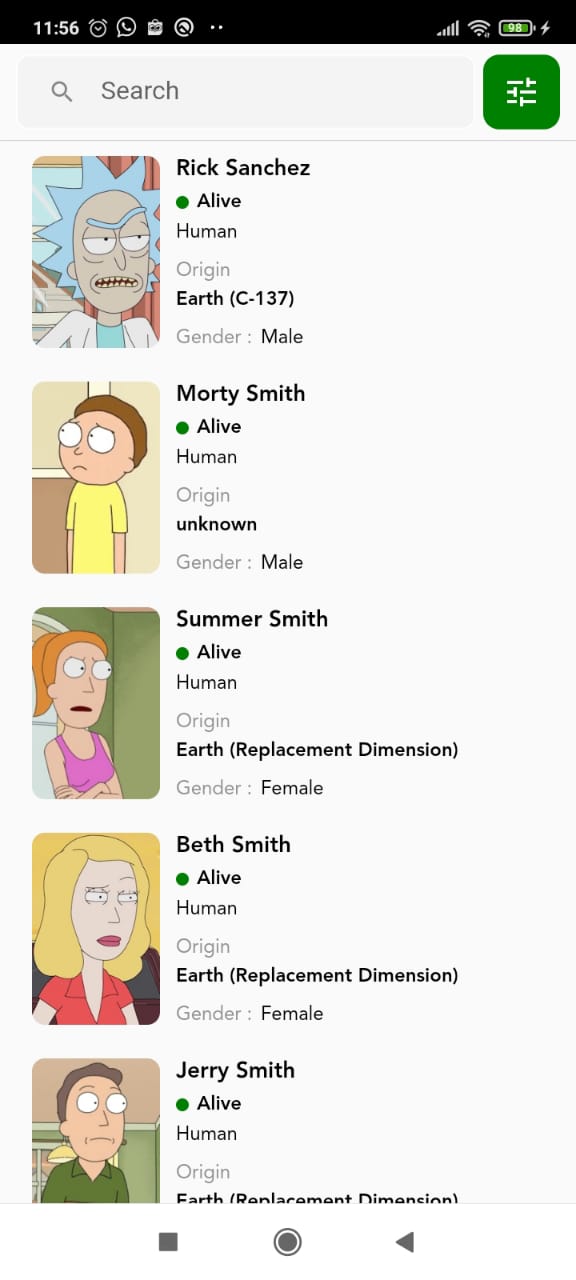 11:56
98
Search
Rick Sanchez
Alive
Human
Origin
Earth (C-137)
Gender : Male
Morty Smith
Alive
Human
Origin
unknown
Gender : Male
Summer Smith
Alive
Human
Origin
Earth (Replacement Dimension)
Gender : Female
Beth Smith
Alive
Human
Origin
Earth (Replacement Dimension)
Gender : Female
Jerry Smith
Alive
Human
Origin
Earth (Replacement Dimension)